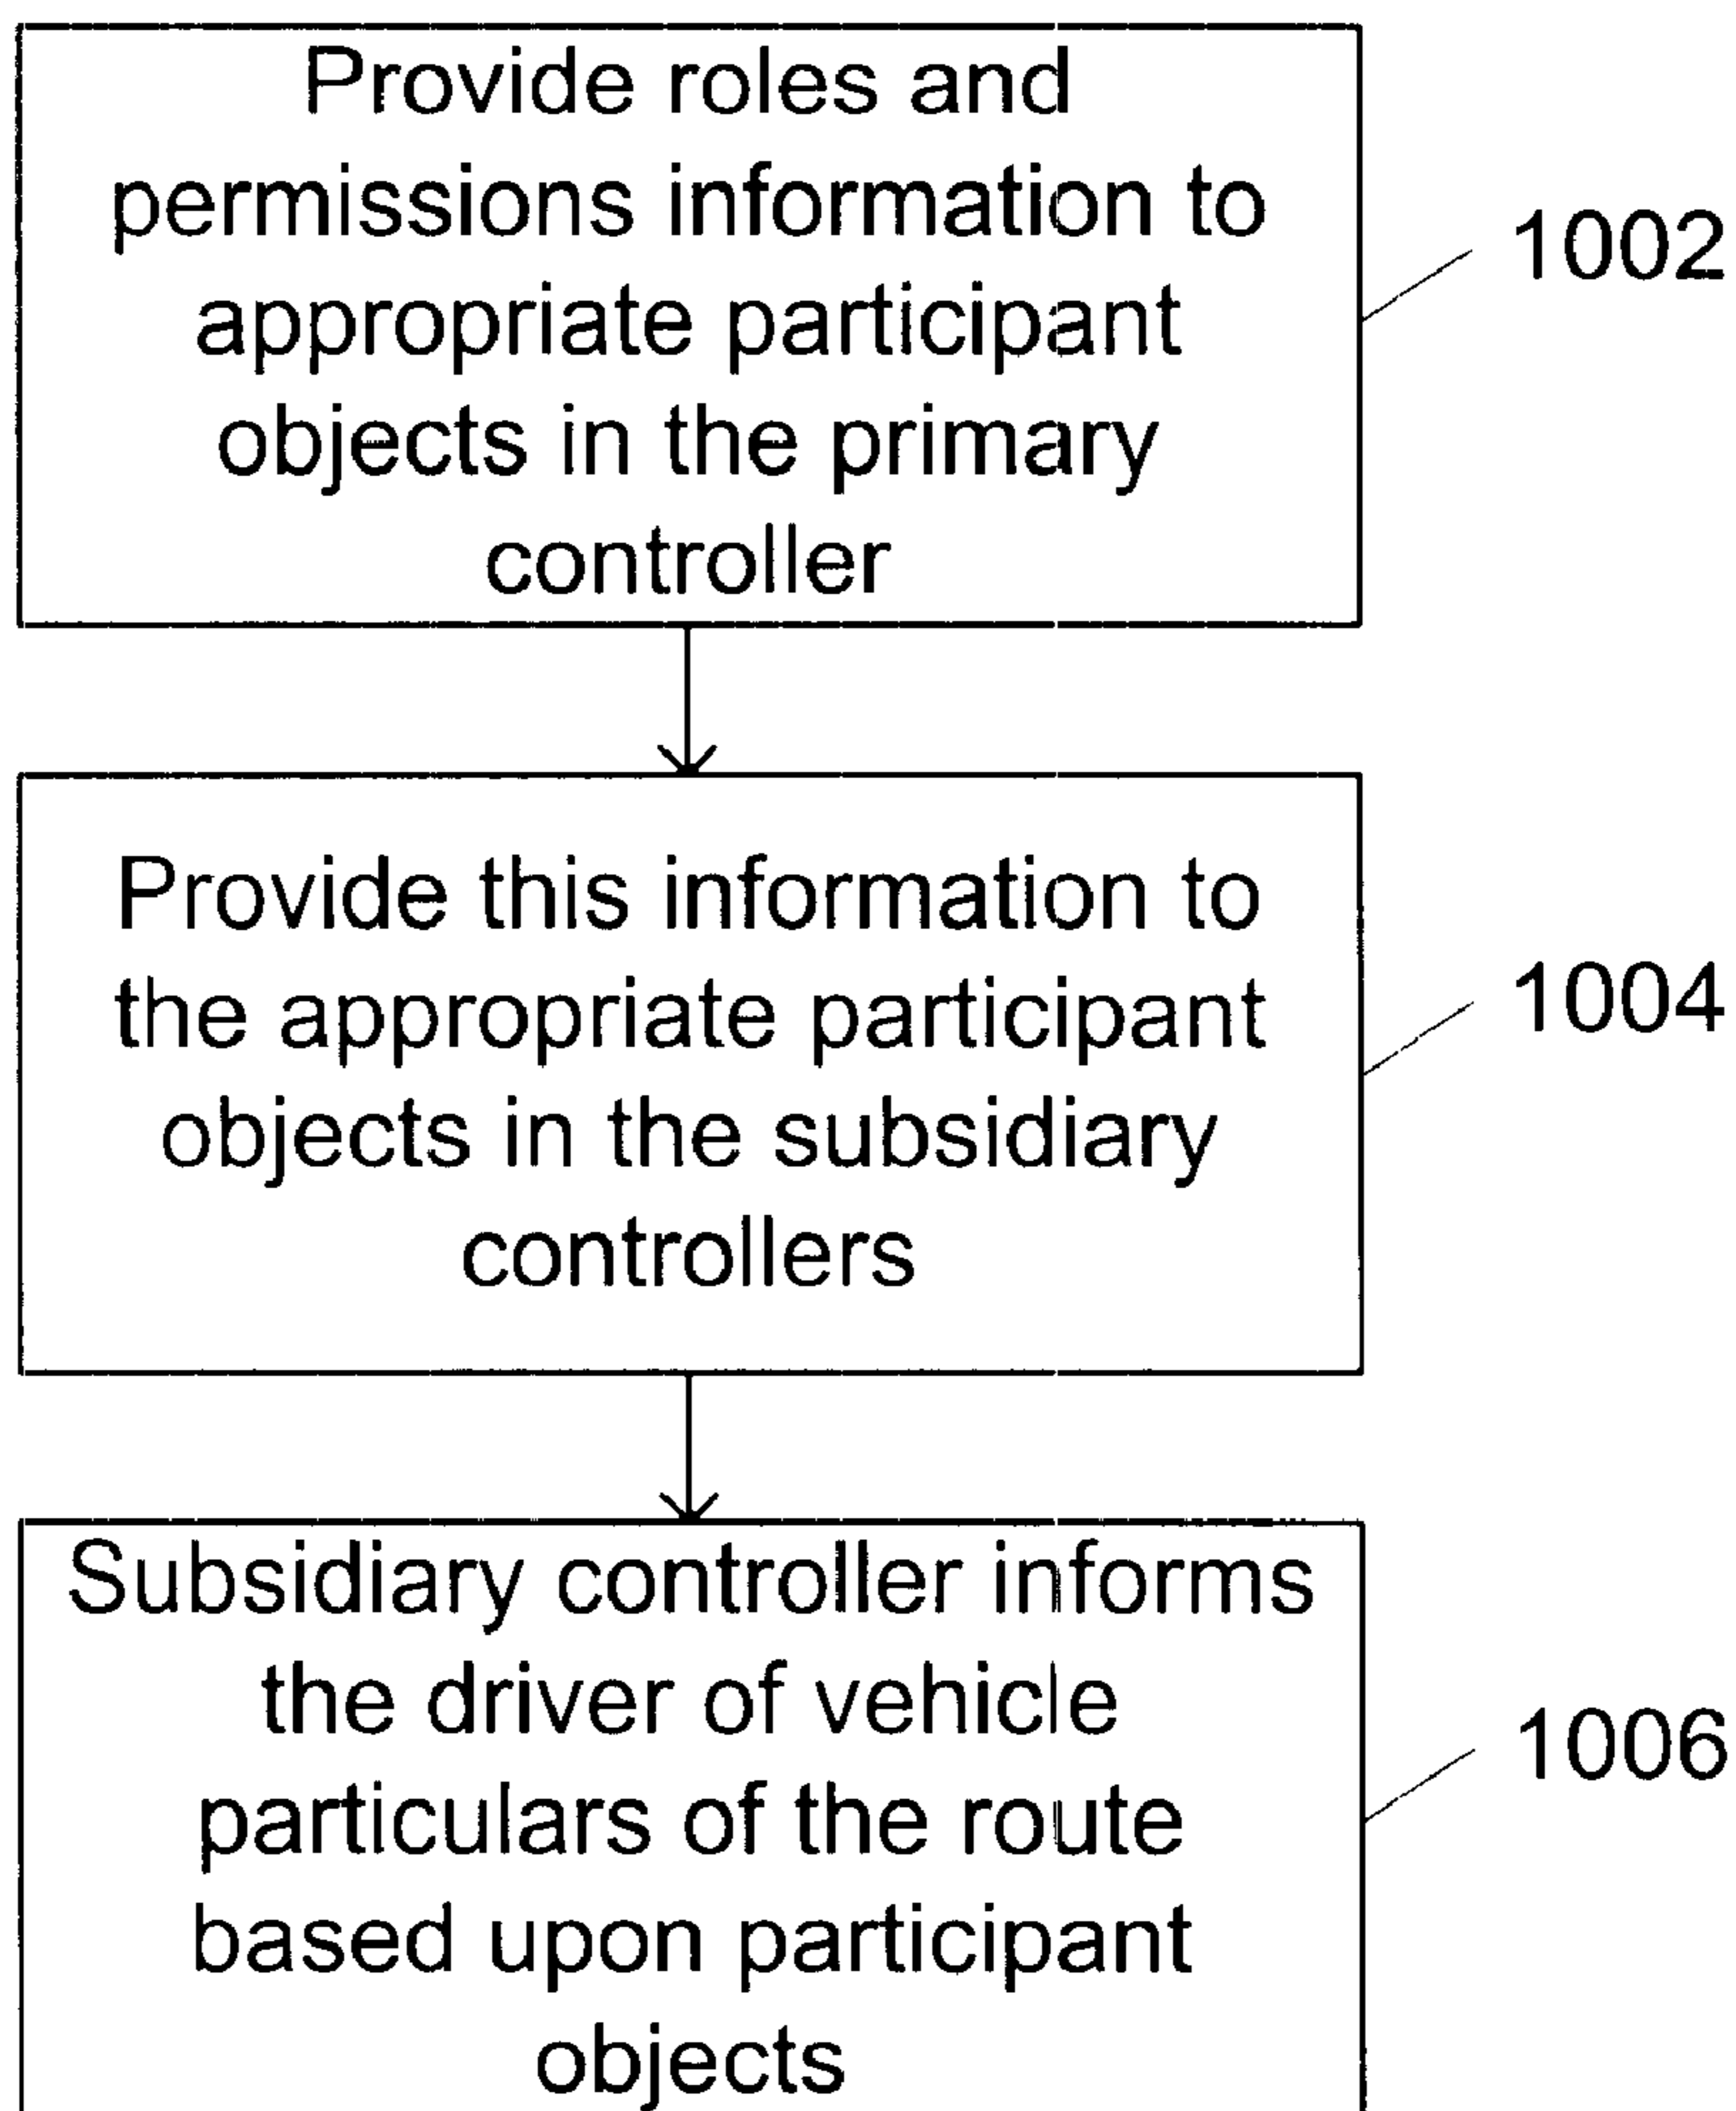 Provide roles and
permissions information to
appropriate participant
objects in the primary
controller
1002
Provide this information to
the appropriate participant
objects in the subsidiary
controllers
1004
Subsidiary controller informs
the driver of vehicle
particulars of the route
based upon participant
objects
1006